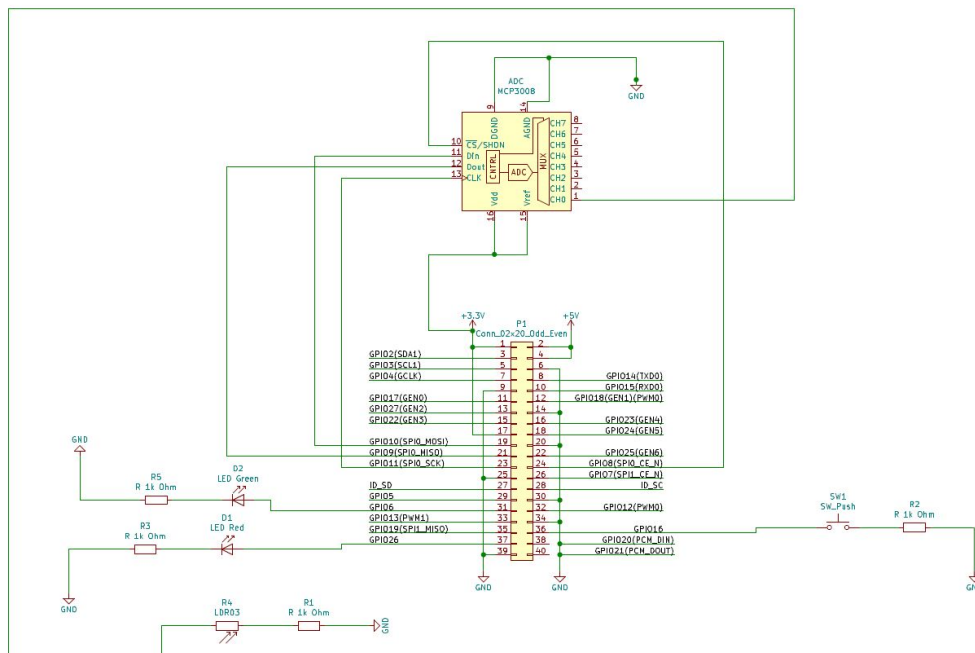 ADC
MCP3008
GND
9
14
DGND
AGND
10
11
12
13
CS/SHDN
Din
Dout
CLK
CNTRL
ADC
MUX
CH7
CH6
CH5
CH4
CH3
CH2
CH1
CH0
8
7
6
5
4
3
2
1
Vdd
Vref
16
15
+3.3V
+5V
P1
Conn_02x20_Odd_Even
1 2
GPIO2(SDA1) 3 4
GPIO3(SCL1) 5 6
GPIO4(GCLK) 7 8 GPIO14(TXD0)
9 10 GPIO15(RXD0)
GPIO17(GEN0) 11 12 GPIO18(GEN1)(PWM0)
GPIO27(GEN2) 13 14
GPIO22(GEN3) 15 16 GPIO23(GEN4)
17 18 GPIO24(GEN5)
GPIO10(SPI0_MOSI) 19 20
GPIO9(SPI0_MISO) 21 22 GPIO25(GEN6)
GPIO11(SPI0_SCK) 23 24 GPIO8(SPI0_CE_N)
25 26 GPIO7(SPI1_CE_N)
ID_SD 27 28 ID_SC
GPIO5 29 30
GPIO6 31 32 GPIO12(PWM0)
GPIO13(PWM1) 33 34
GPIO19(SPI1_MISO) 35 36 GPIO16
GPIO26 37 38 GPIO20(PCM_DIN)
39 40 GPIO21(PCM_DOUT)
GND
GND
GND
R5
R 1k Ohm
D2
LED Green
R3
R 1k Ohm
D1
LED Red
GND
R4
LDR03
R1
R 1k Ohm
GND
SW1
SW_Push
R2
R 1k Ohm
GN